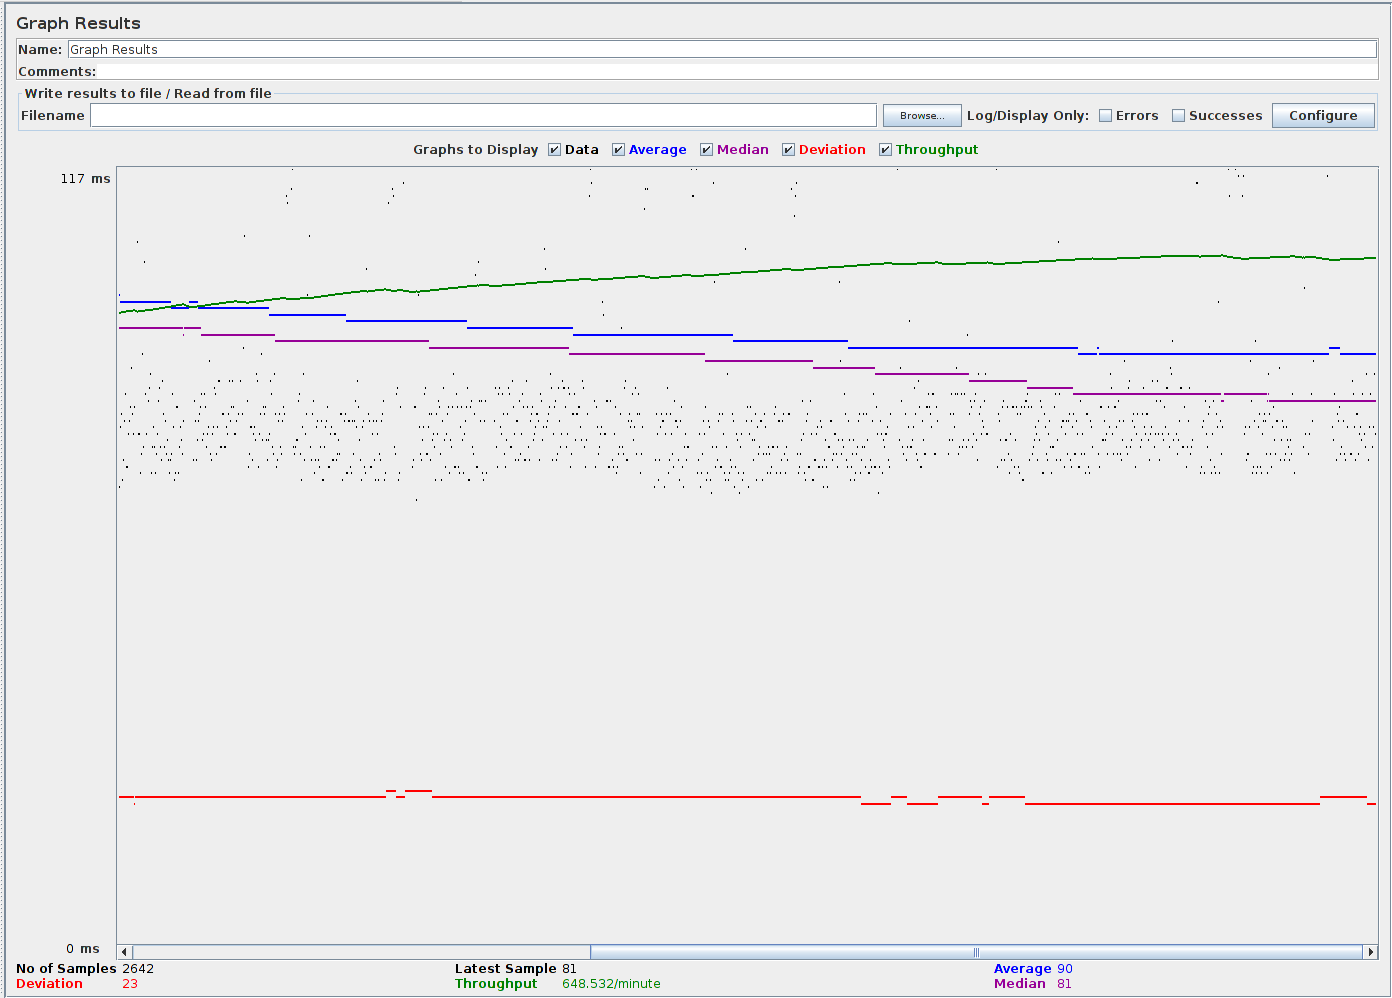 Graph Results
Name: Graph Results
Comments:
Write results to file / Read from file
Filename Browse... Log/Display Only: Errors Successes Configure
Graphs to Display Data Average Median Deviation Throughput
117 ms
0 ms
No of Samples 2642 Latest Sample 81 Average 90
Deviation 23 Throughput 648.532/minute Median 81